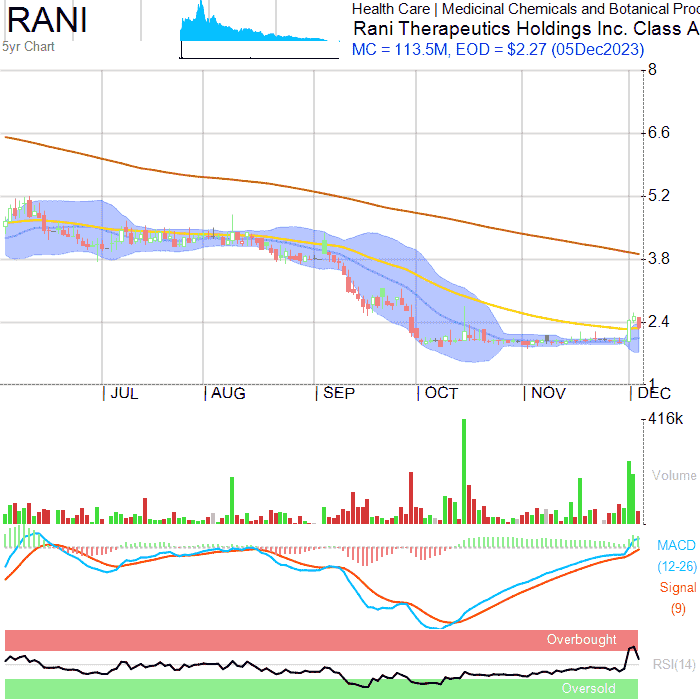 RANI
5yr Chart
Health Care | Medicinal Chemicals and Botanical Proc
Rani Therapeutics Holdings Inc. Class A
MC = 113.5M, EOD = $2.27 (05Dec2023)
8
6.6
5.2
3.8
2.4
1
JUL
AUG
SEP
OCT
NOV
DEC
416k
Volume
MACD
(12-26)
Signal
(9)
Overbought
RSI(14)
Oversold